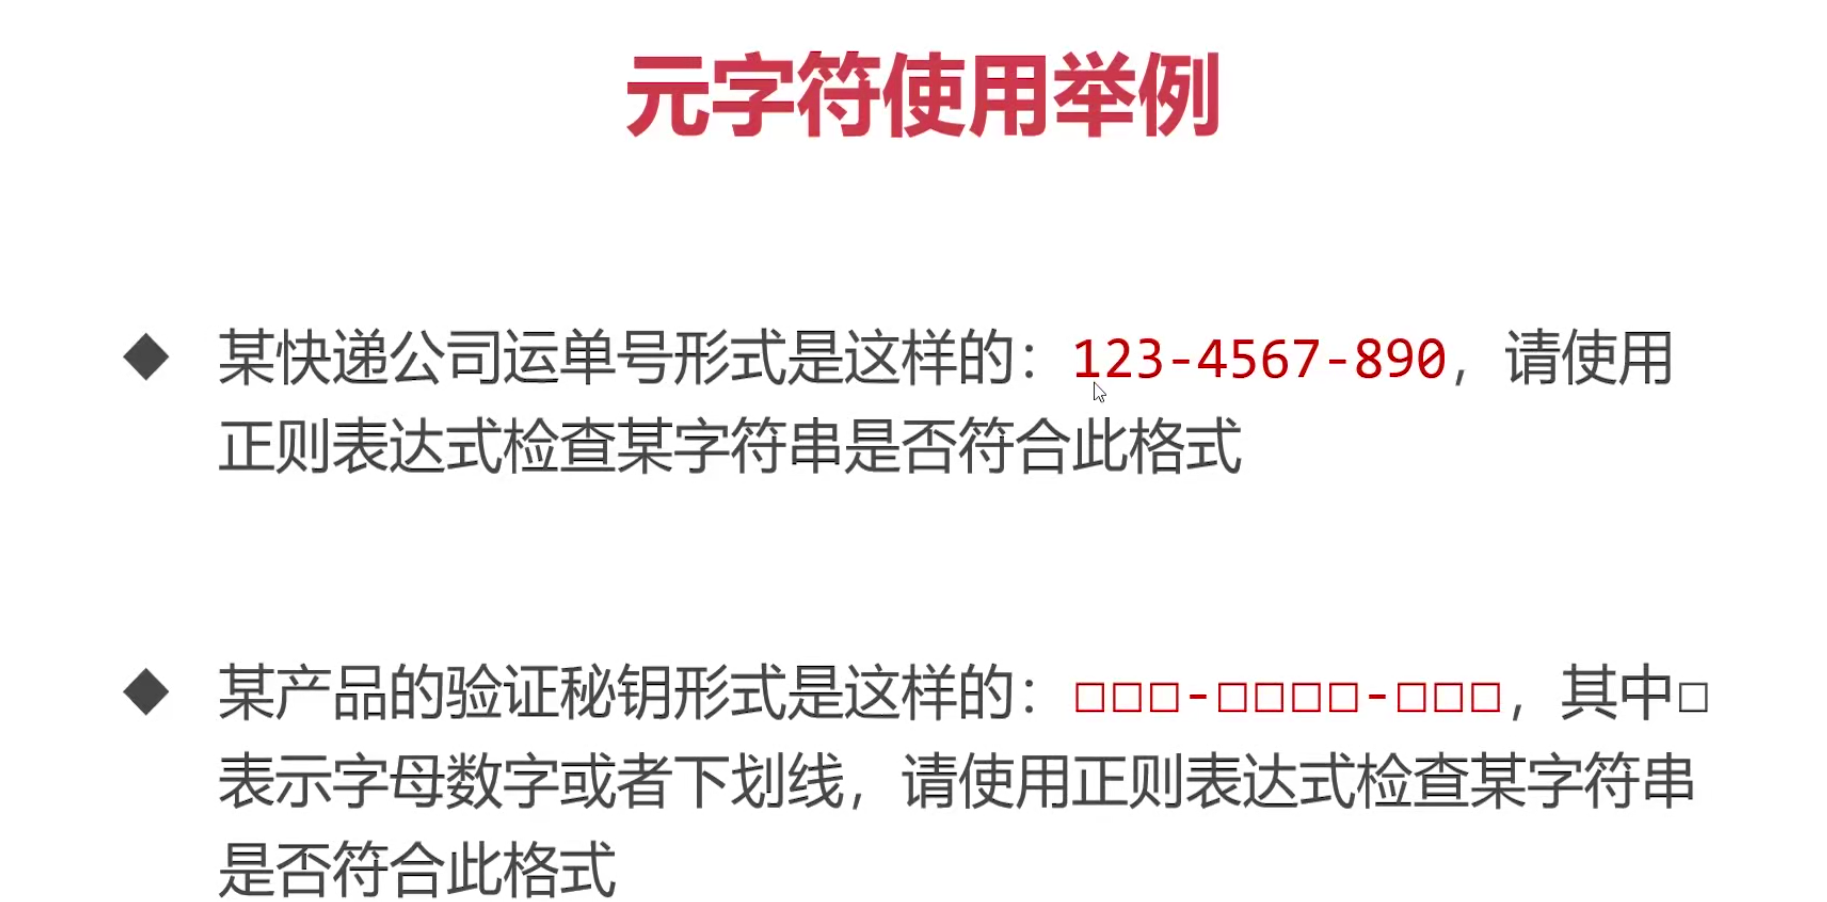 元字符使用举例
◆ 某快递公司运单号形式是这样的：123-4567-890，请使用
正则表达式检查某字符串是否符合此格式
◆ 某产品的验证秘钥形式是这样的：□□□-□□□□-□□□，其中□
表示字母数字或者下划线，请使用正则表达式检查某字符串
是否符合此格式